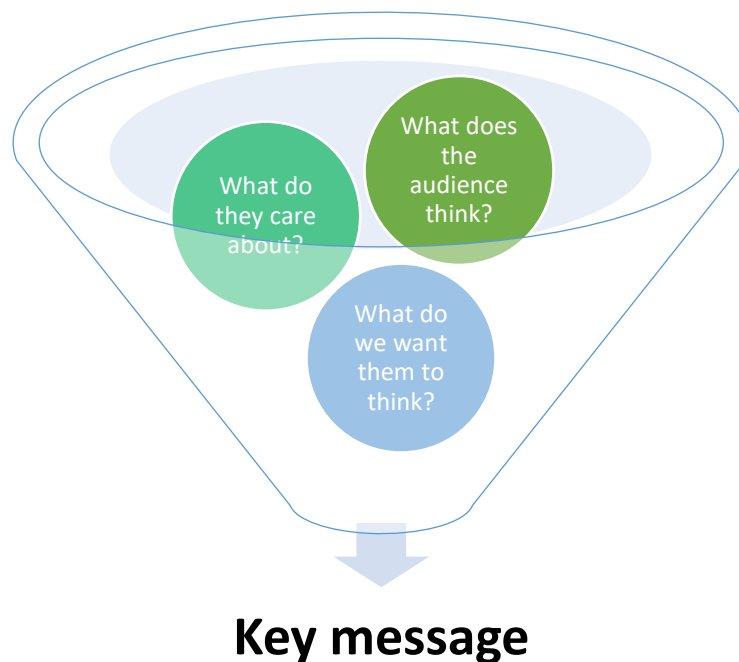 What does
the
audience
think?
What do
they care
about?
What do
we want
them to
think?
Key message